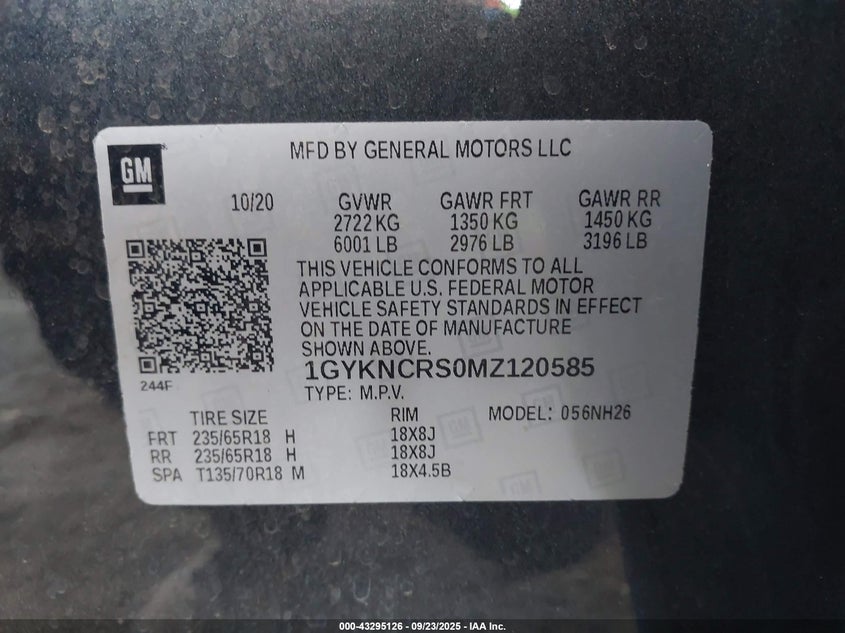 GM
MFD BY GENERAL MOTORS LLC
10/20 GVWR GAWR FRT GAWR RR
2722 KG 1350 KG 1450 KG
6001 LB 2976 LB 3196 LB
THIS VEHICLE CONFORMS TO ALL
APPLICABLE U.S. FEDERAL MOTOR
VEHICLE SAFETY STANDARDS IN EFFECT
ON THE DATE OF MANUFACTURE
SHOWN ABOVE.
1GYKNCRS0MZ120585
244F
TYPE: M.P.V.
TIRE SIZE RIM MODEL: 056NH26
FRT 235/65R18 H 18X8J
RR 235/65R18 H 18X8J
SPA T135/70R18 M 18X4.5B
000-43295126 - 09/23/2025 - IAA Inc.